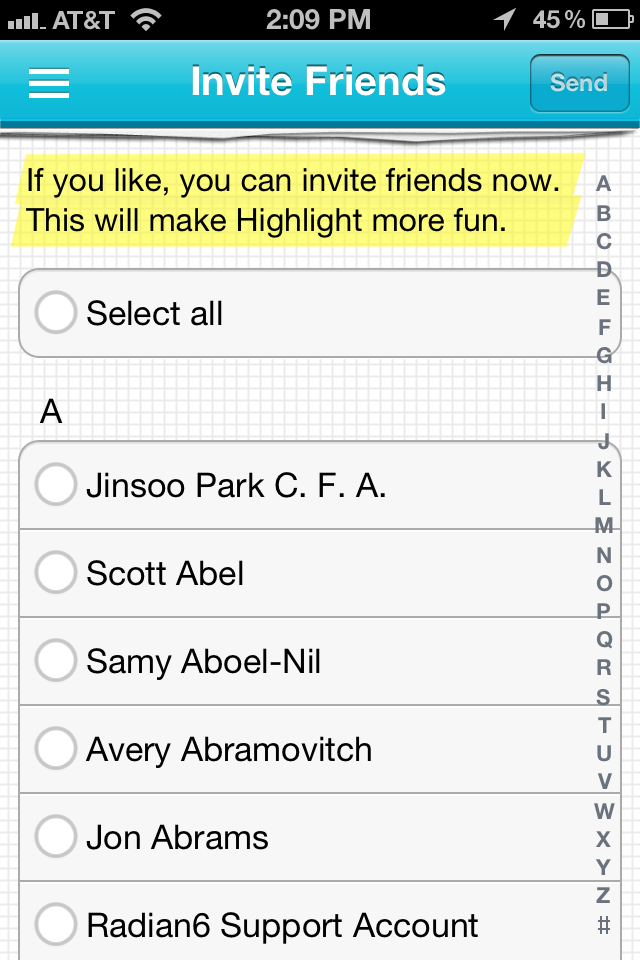 AT&T 2:09 PM 45%
Invite Friends Send
If you like, you can invite friends now.
This will make Highlight more fun.
Select all
A
Jinsoo Park C. F. A.
Scott Abel
Samy Aboel-Nil
Avery Abramovitch
Jon Abrams
Radian6 Support Account
A
B
C
D
E
F
G
H
I
J
K
L
M
N
O
P
Q
R
S
T
U
V
W
X
Y
Z
#